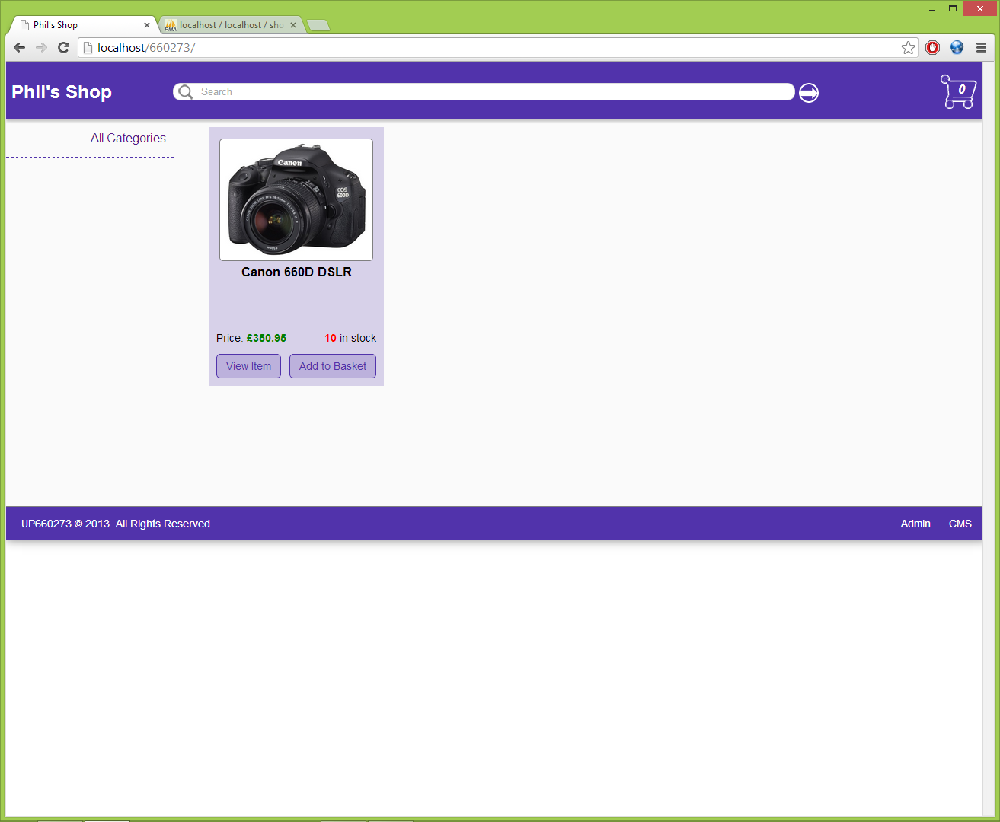 Phil's Shop
localhost / localhost / sho
PMA
localhost/660273/
Phil's Shop
Search
0
All Categories
Canon
EOS
600D
Canon 660D DSLR
Price: £350.95
10 in stock
View Item
Add to Basket
UP660273 © 2013. All Rights Reserved
Admin
CMS